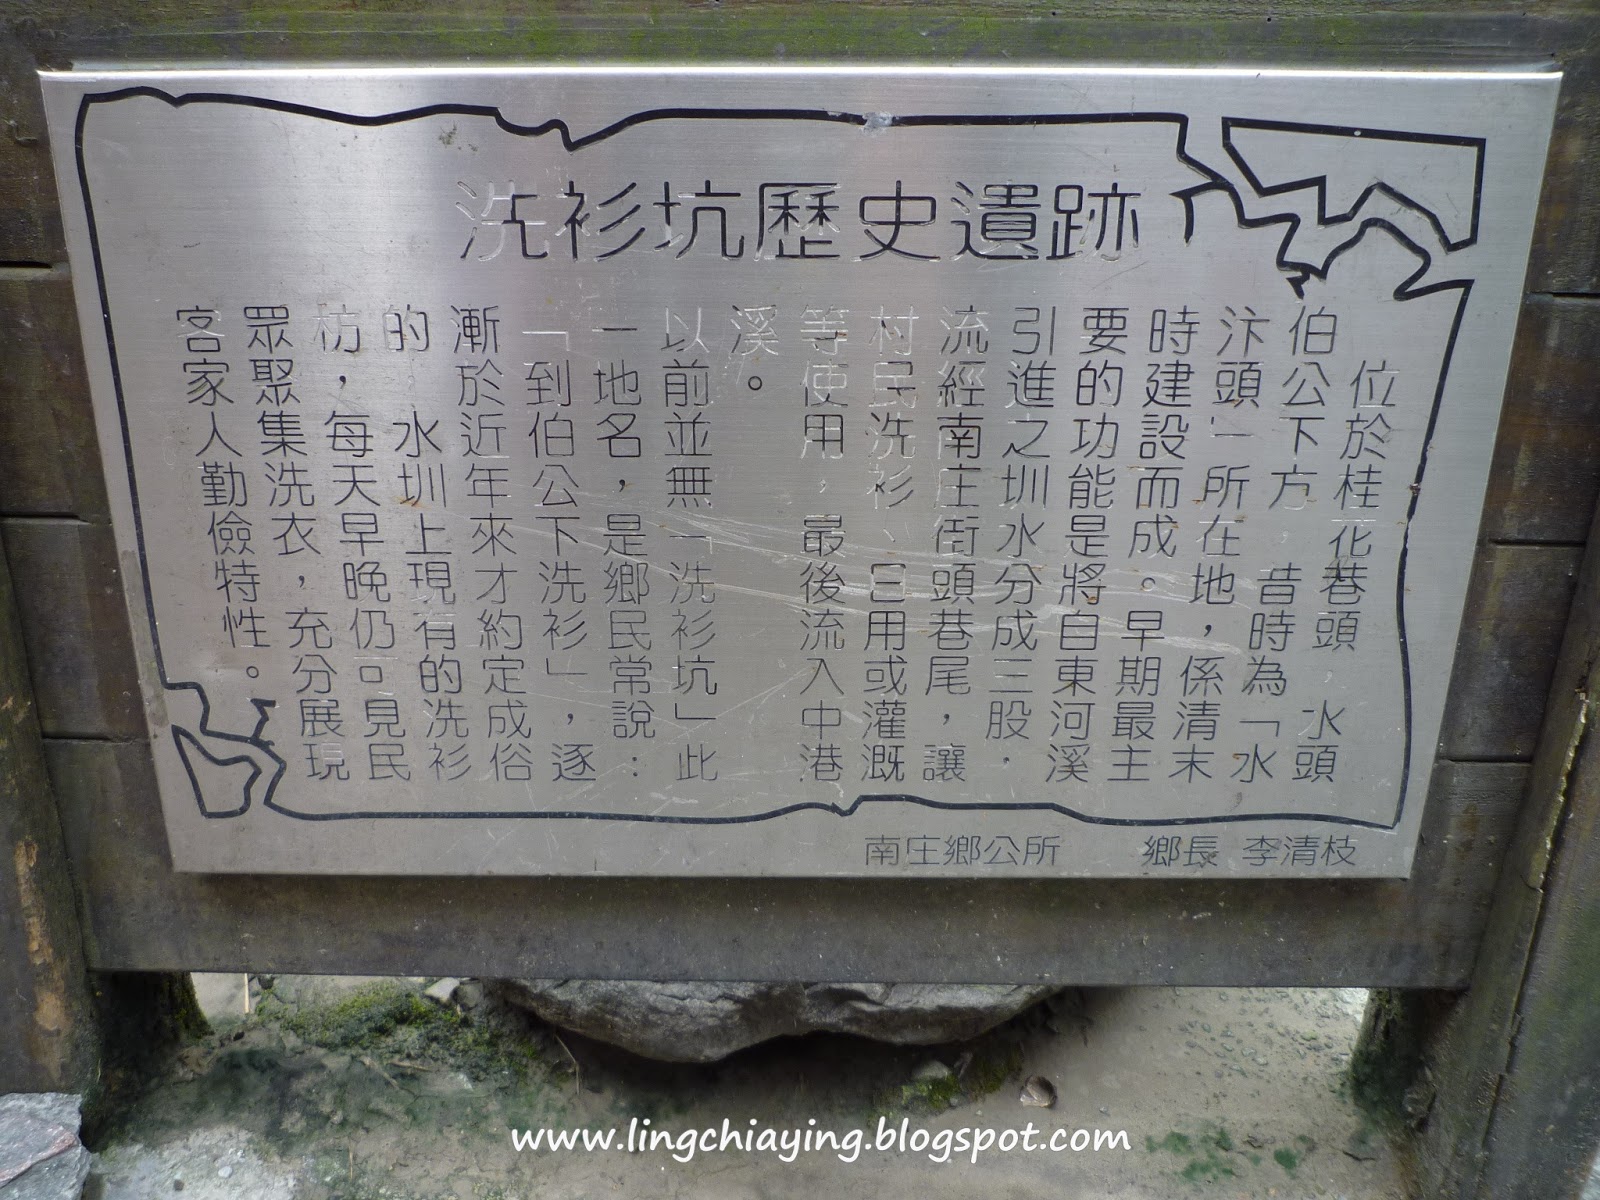 洗衫坑歷史遺跡
位於桂花巷頭，水頭
伯公下方，昔時為「水
汴頭」所在地，係清末
時建設而成。早期最主
要的功能是將自東河溪
引進之圳水分成三股，
流經南庄街頭巷尾，讓
村民洗衫、日用或灌溉
等使用，最後流入中港
溪。
以前並無「洗衫坑」此
一地名，是鄉民常說：
「到伯公下洗衫」，逐
漸於近年來才約定成俗
的，水圳上現有的洗衫
枋，每天早晚仍可見民
眾聚集洗衣，充分展現
客家人勤儉特性。
南庄鄉公所 鄉長 李清枝
www.lingchiaying.blogspot.com